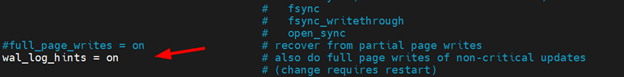 #   fsync
#   fsync_writethrough
#   open_sync
#full_page_writes = on # recover from partial page writes
wal_log_hints = on # also do full page writes of non-critical updates
# (change requires restart)